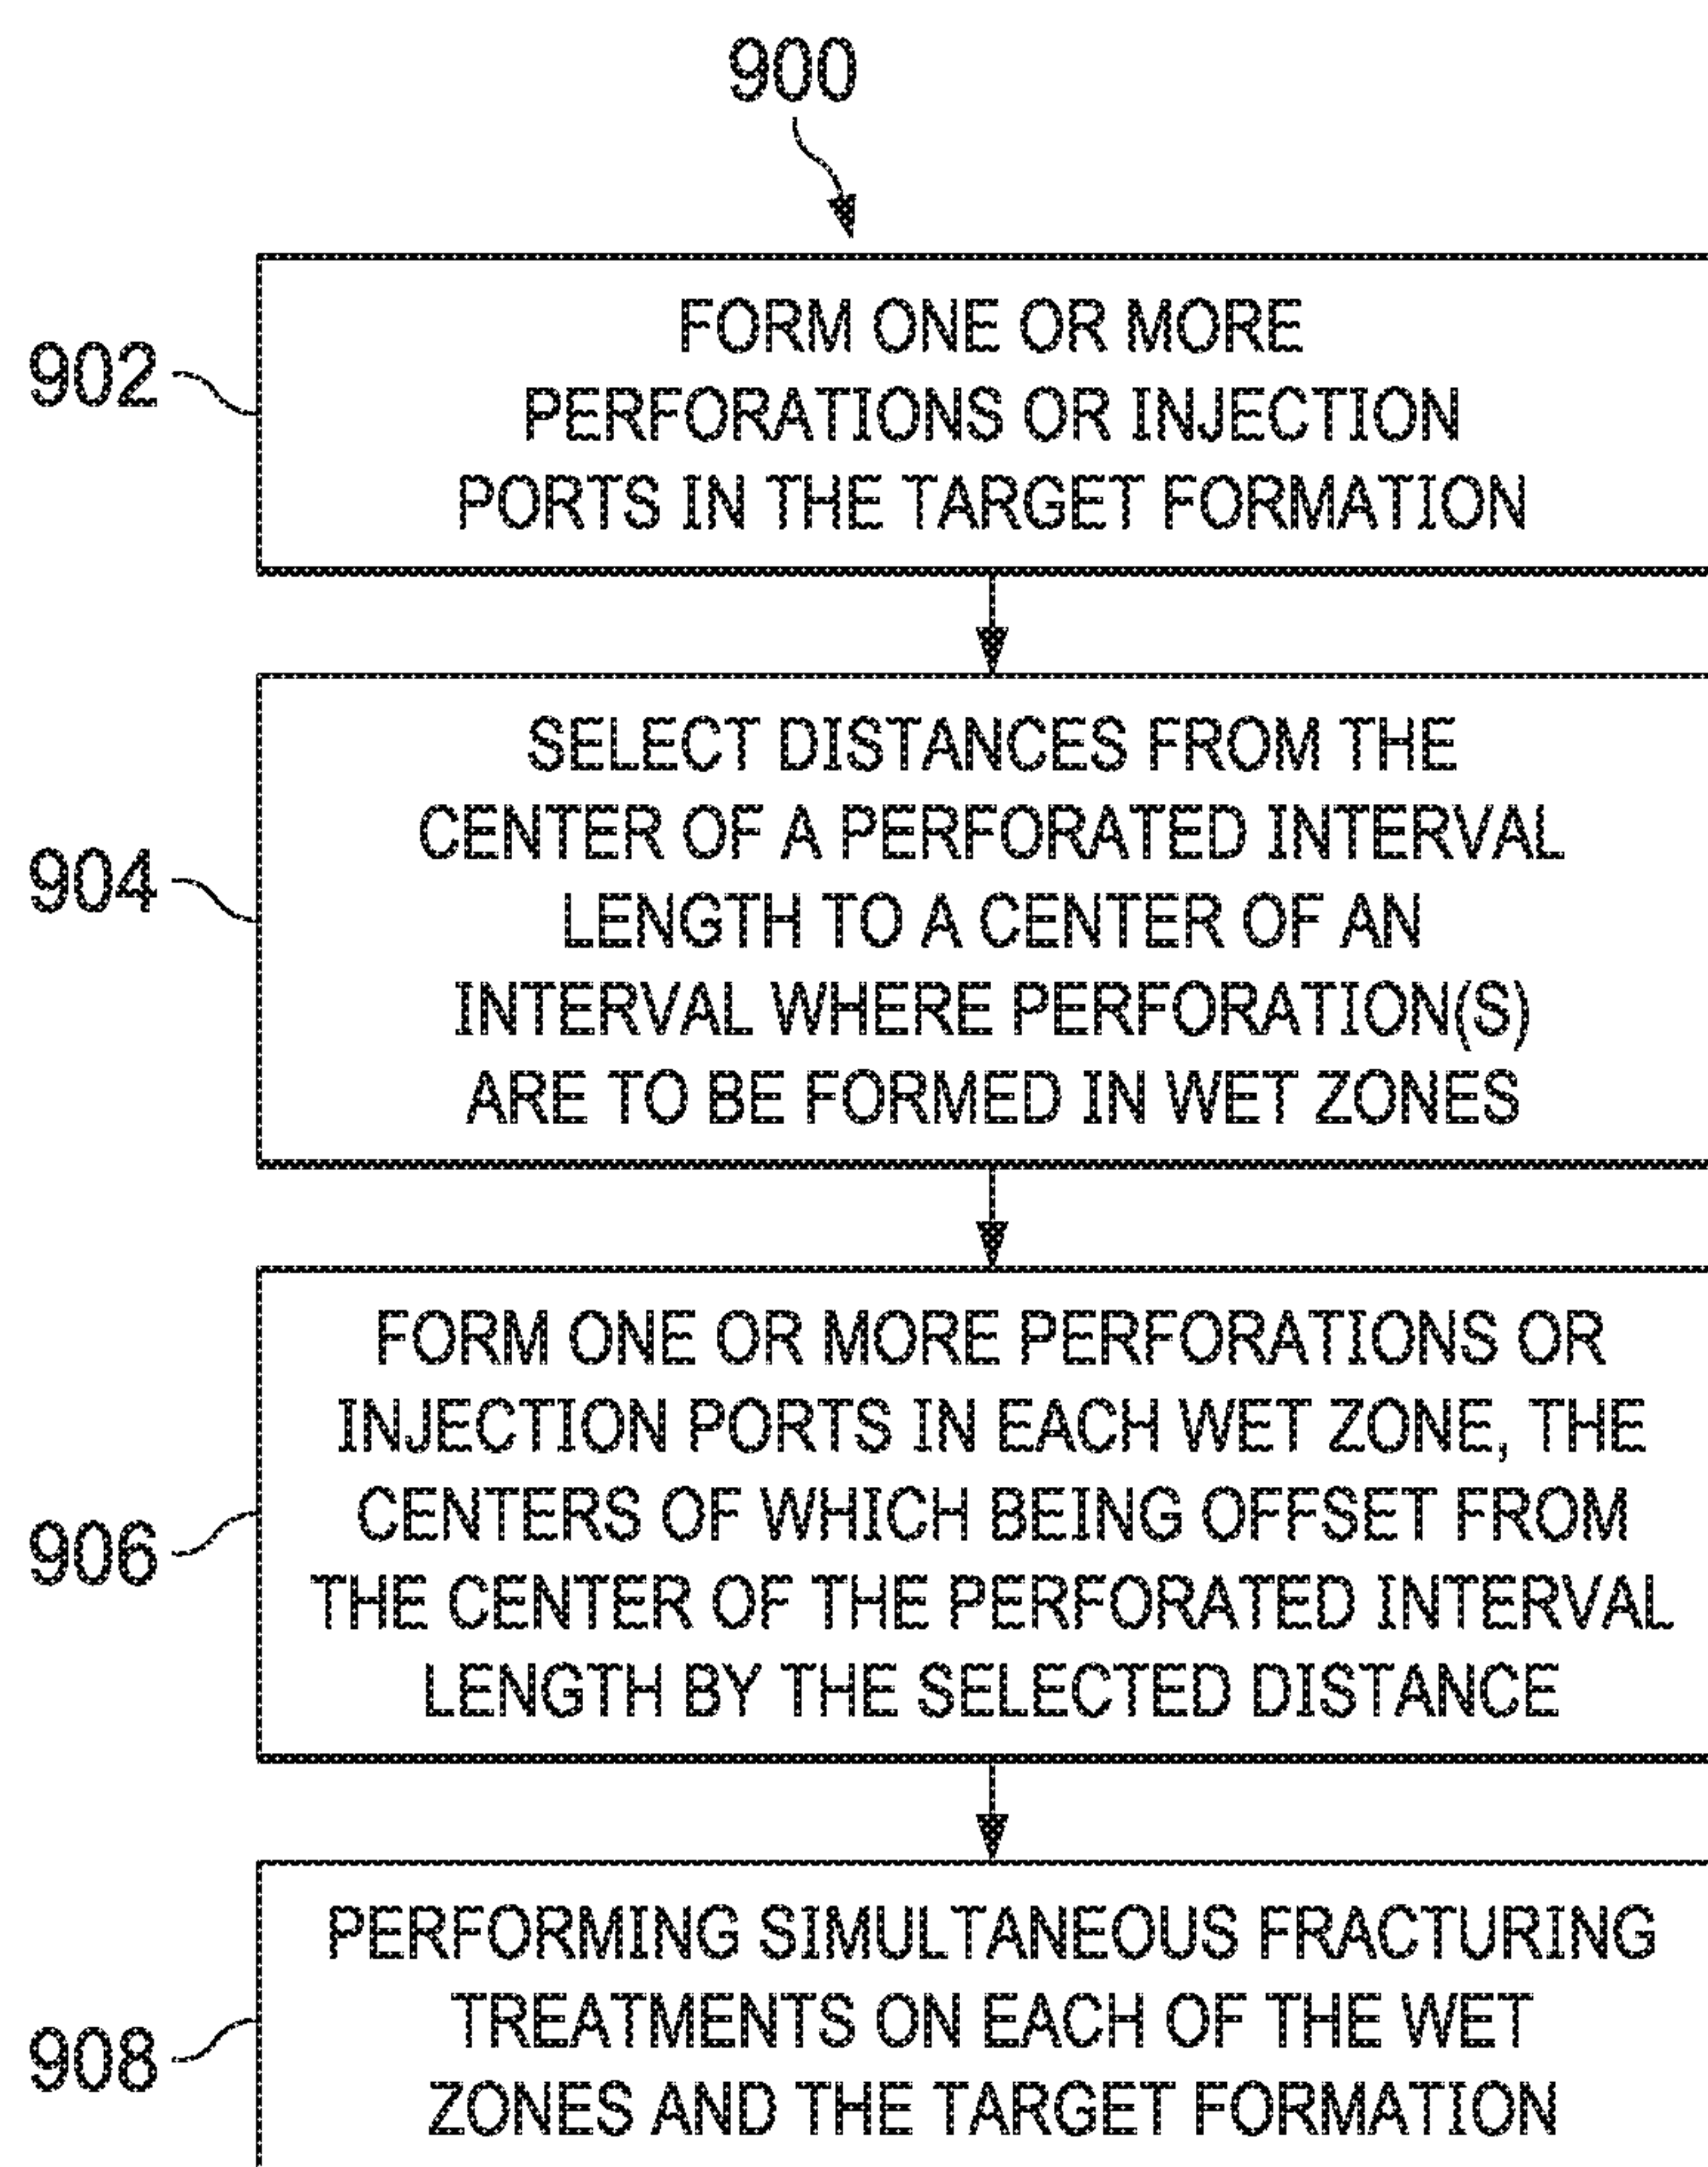 900
902
FORM ONE OR MORE
PERFORATIONS OR INJECTION
PORTS IN THE TARGET FORMATION
904
SELECT DISTANCES FROM THE
CENTER OF A PERFORATED INTERVAL
LENGTH TO A CENTER OF AN
INTERVAL WHERE PERFORATION(S)
ARE TO BE FORMED IN WET ZONES
906
FORM ONE OR MORE PERFORATIONS OR
INJECTION PORTS IN EACH WET ZONE, THE
CENTERS OF WHICH BEING OFFSET FROM
THE CENTER OF THE PERFORATED INTERVAL
LENGTH BY THE SELECTED DISTANCE
908
PERFORMING SIMULTANEOUS FRACTURING
TREATMENTS ON EACH OF THE WET
ZONES AND THE TARGET FORMATION